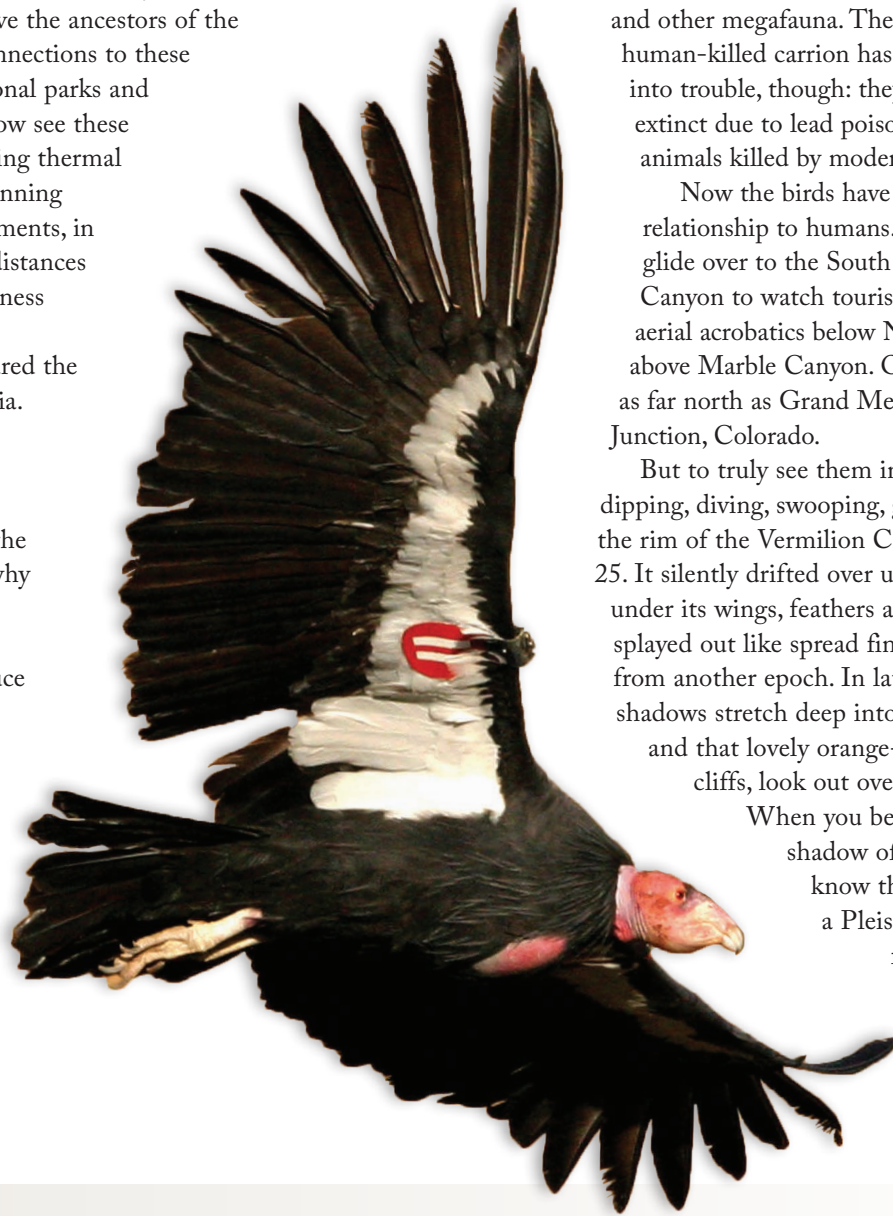 ve the ancestors of the
nnections to these
onal parks and
ow see these
ing thermal
nning
ments, in
distances
ness
red the
ia.
he
why
uce
and other megafauna. The
human-killed carrion has
into trouble, though: they
extinct due to lead poiso
animals killed by moder
Now the birds have
relationship to humans.
glide over to the South
Canyon to watch touris
aerial acrobatics below N
above Marble Canyon. C
as far north as Grand Me
Junction, Colorado.
But to truly see them in
dipping, diving, swooping, g
the rim of the Vermilion C
25. It silently drifted over u
under its wings, feathers a
splayed out like spread fin
from another epoch. In la
shadows stretch deep into
and that lovely orange-
cliffs, look out ove
When you be
shadow of
know th
a Pleis